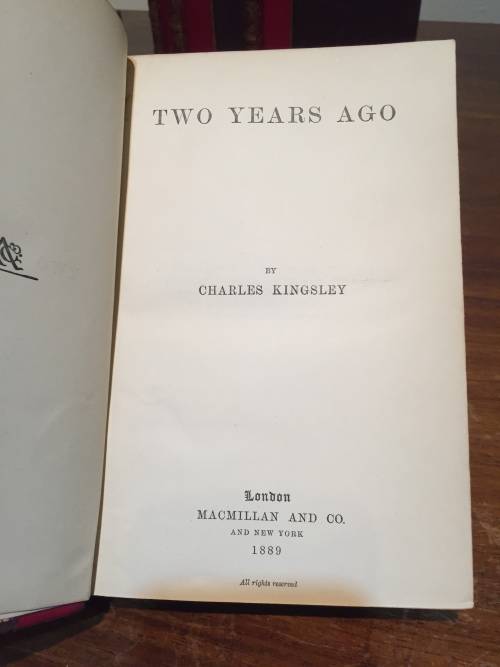 TWO YEARS AGO
BY
CHARLES KINGSLEY
London
MACMILLAN AND CO.
AND NEW YORK
1889
All rights reserved